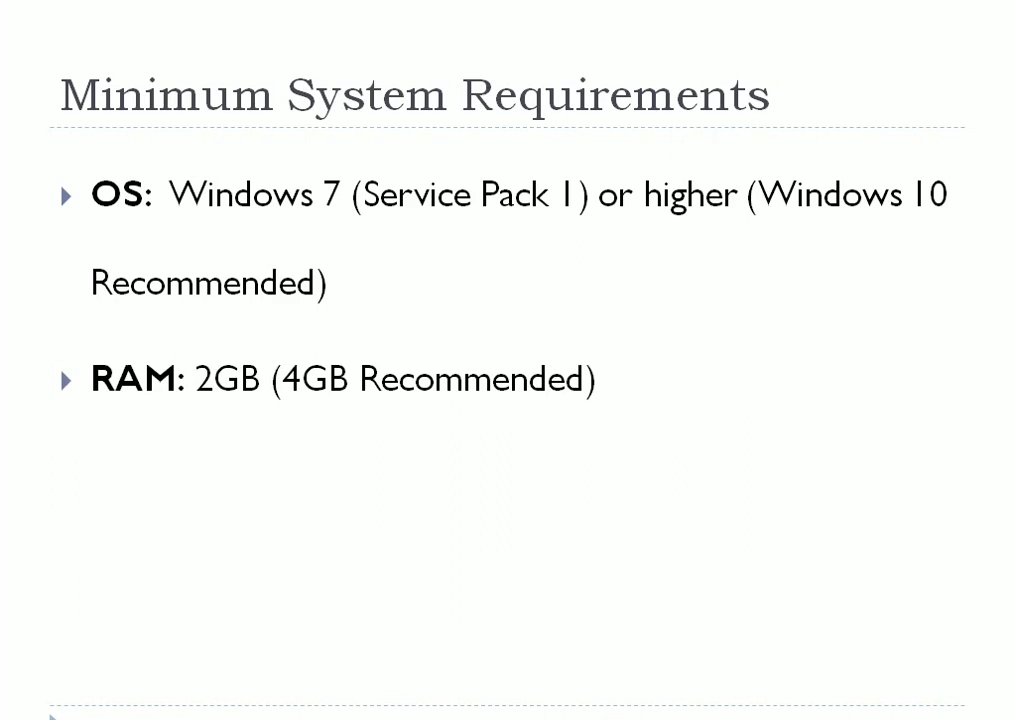 Minimum System Requirements
OS: Windows 7 (Service Pack 1) or higher (Windows 10
Recommended)
RAM: 2GB (4GB Recommended)